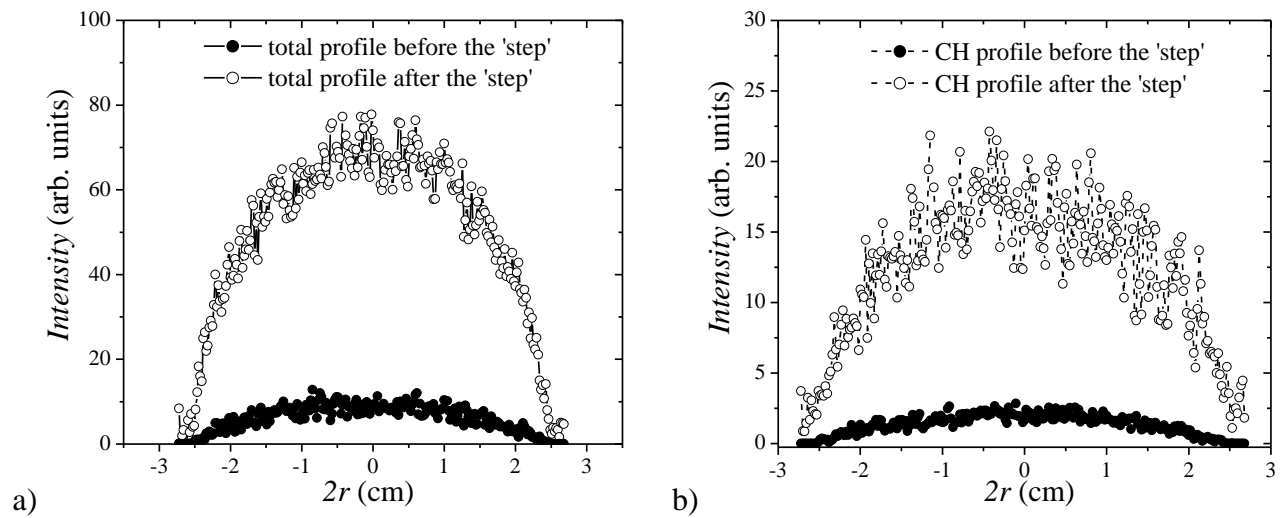 total profile before the 'step'
total profile after the 'step'
100
80
60
40
20
0
Intensity (arb. units)
-3 -2 -1 0 1 2 3
2r (cm)
a)
CH profile before the 'step'
CH profile after the 'step'
30
25
20
15
10
5
0
Intensity (arb. units)
-3 -2 -1 0 1 2 3
2r (cm)
b)